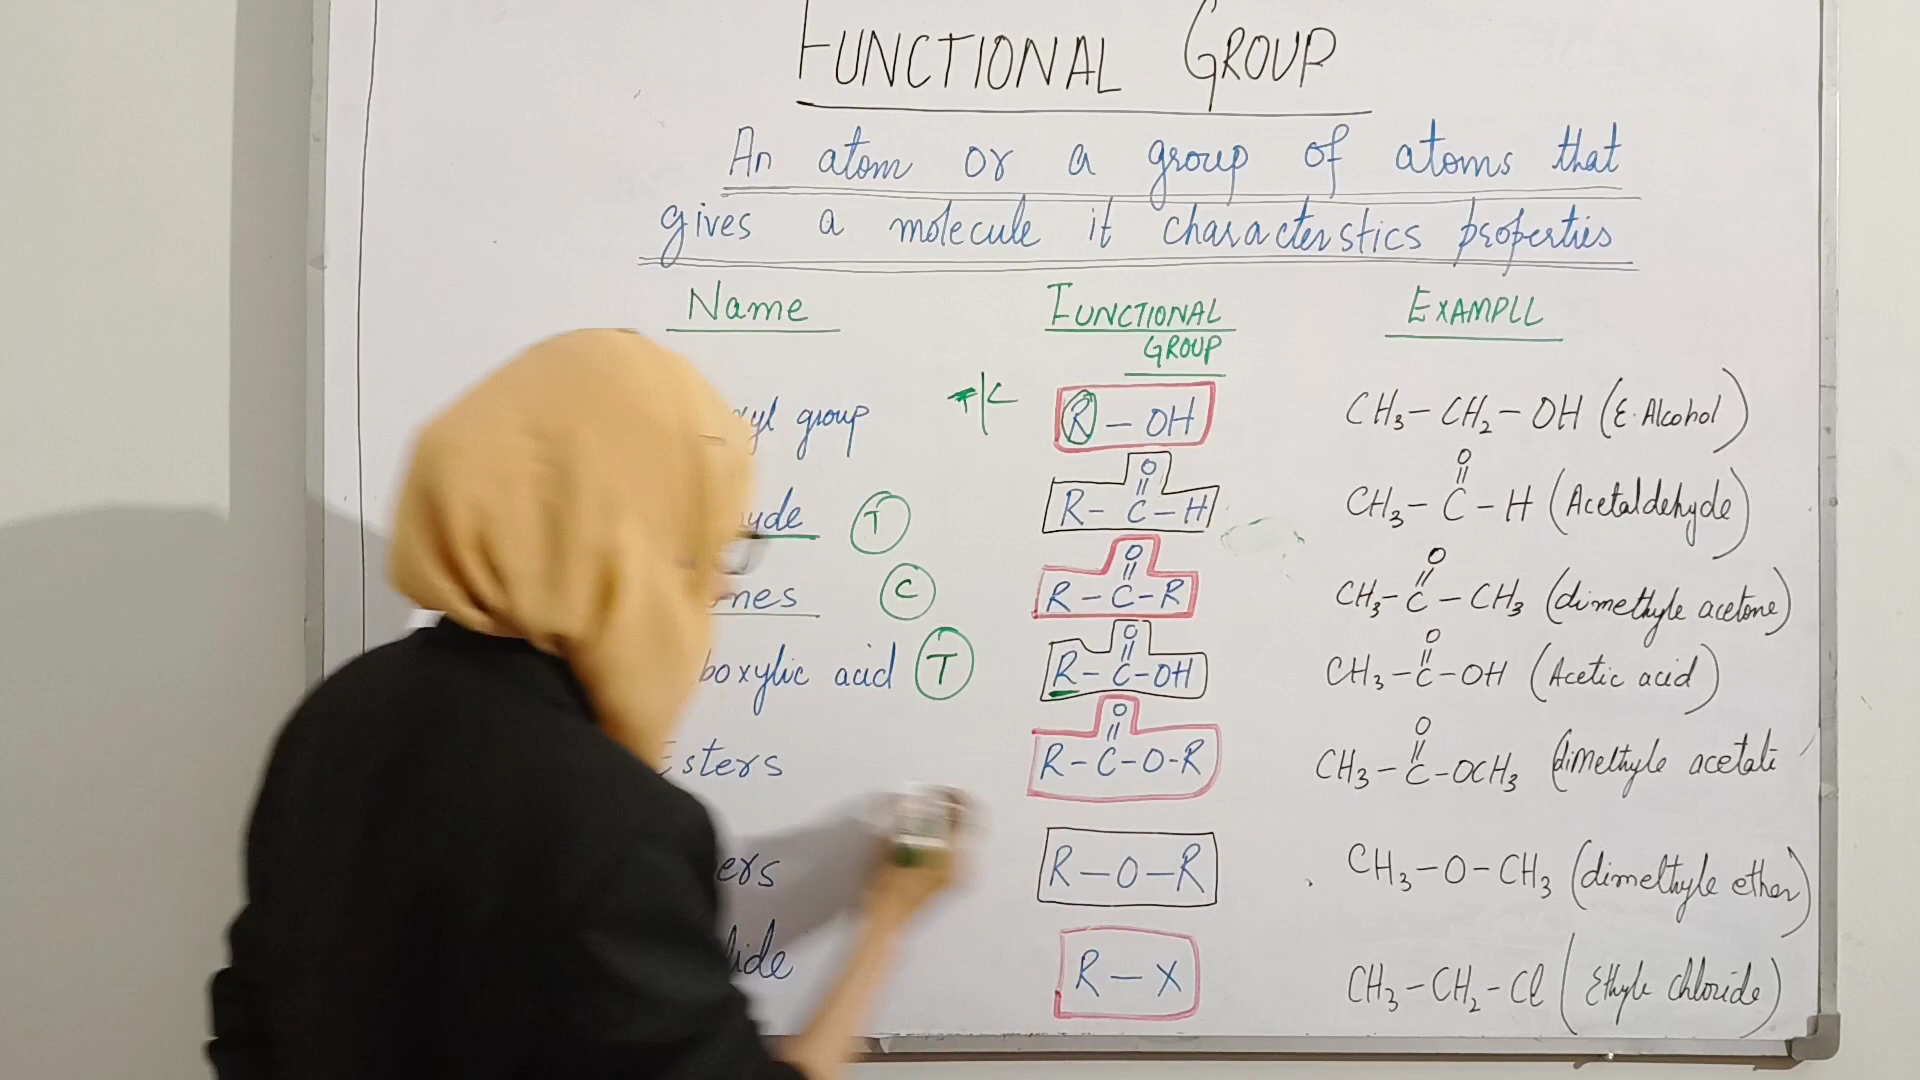 FUNCTIONAL GROUP
An atom or a group of atoms that
gives a molecule it characterstics properties
Name FUNCTIONAL GROUP EXAMPLL
xyl group T/C R - OH CH3 - CH2 - OH (E. Alcohol)
yde T R - C - H CH3 - C - H (Acetaldehyde)
O O
nes C R - C - R CH3 - C - CH3 (dimethyle acetone)
O O
boxylic acid T R - C - OH CH3 - C - OH (Acetic acid)
O O
Esters R - C - O - R CH3 - C - OCH3 (dimethyle acetate
O O
ers R - O - R CH3 - O - CH3 (dimethyle ether)
lide R - X CH3 - CH2 - Cl (Ethyle chloride)